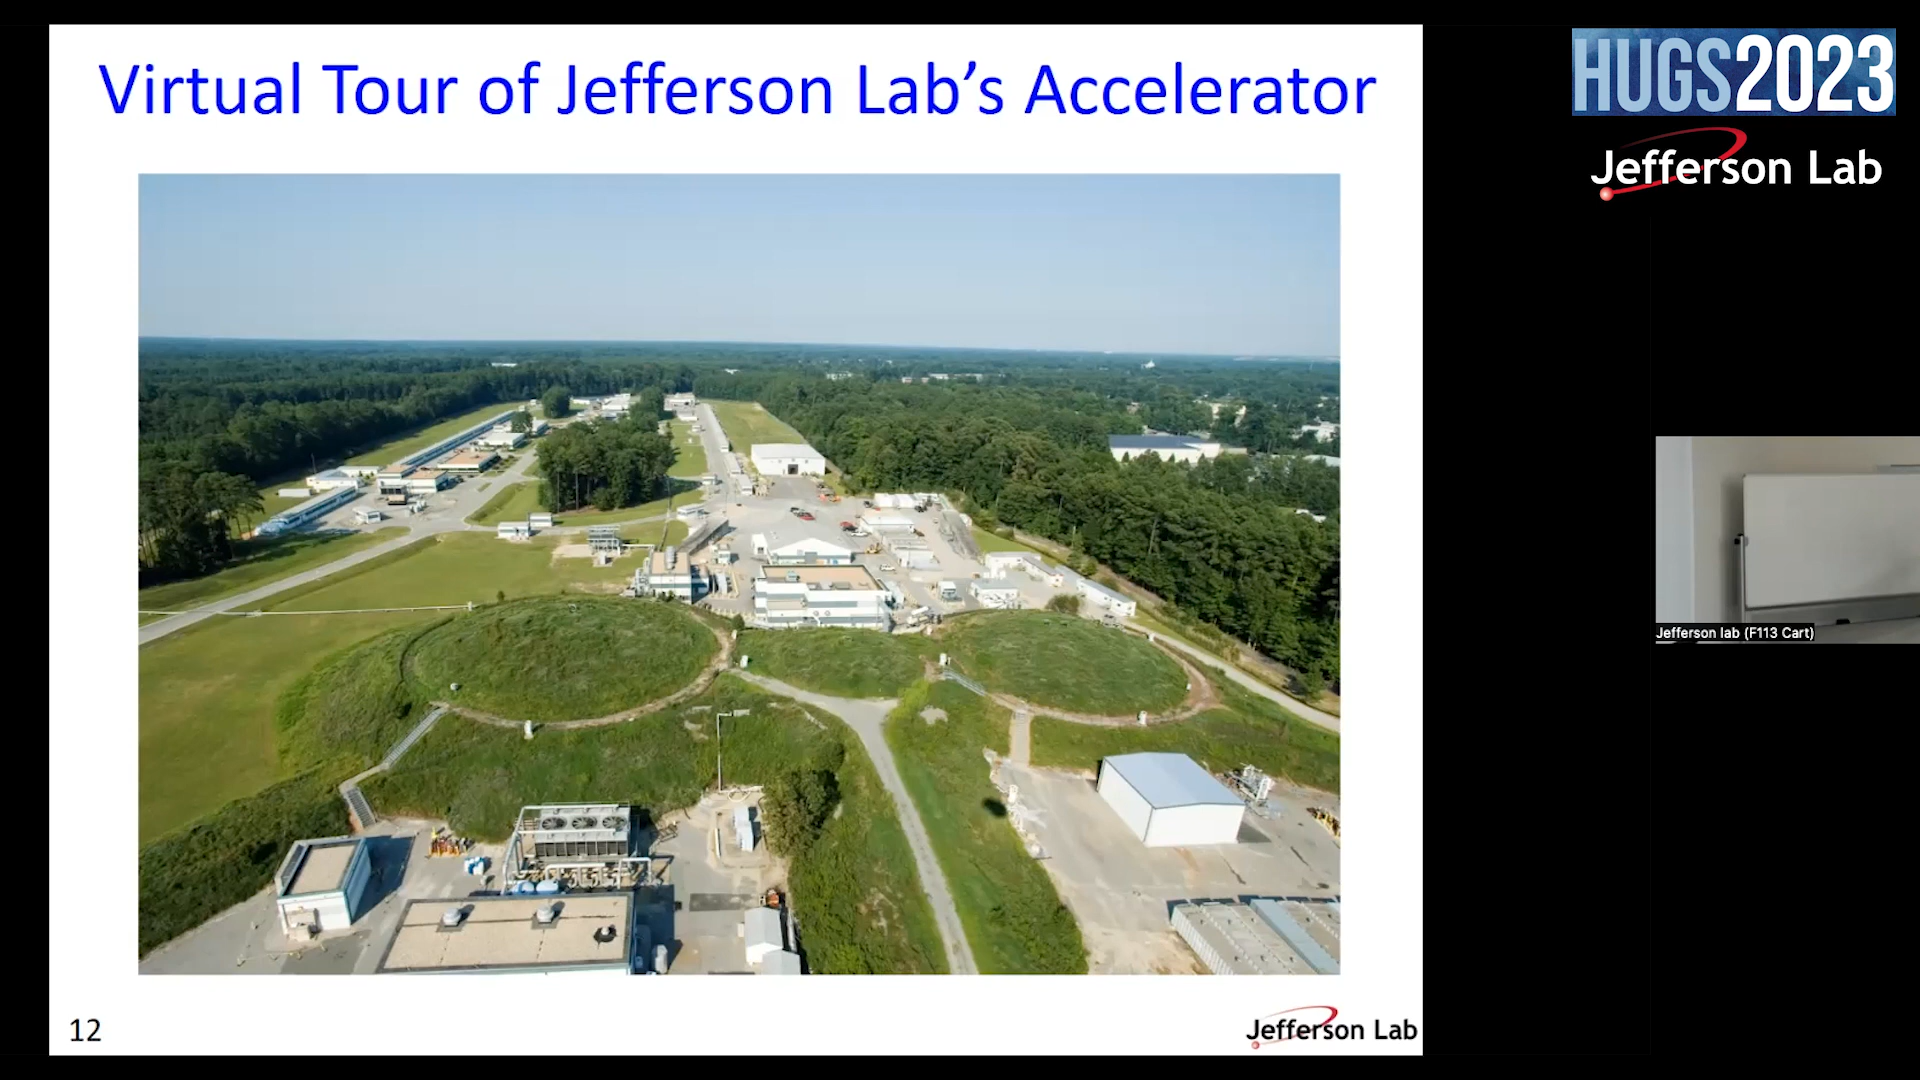 Virtual Tour of Jefferson Lab's Accelerator
12
Jefferson Lab
HUGS2023
Jefferson Lab
Jefferson lab (F113 Cart)